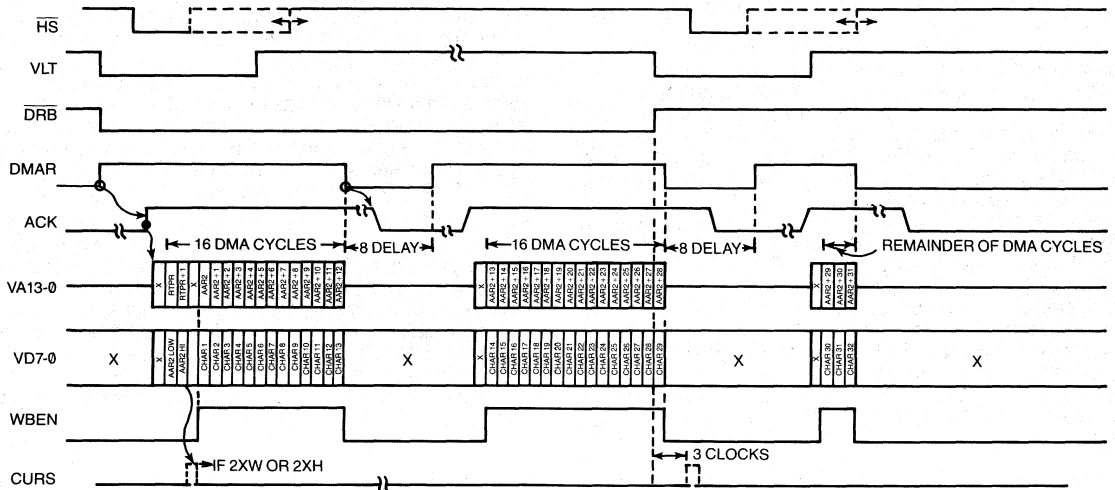 HS
VLT
DRB
DMAR
ACK
16 DMA CYCLES
8 DELAY
16 DMA CYCLES
8 DELAY
REMAINDER OF DMA CYCLES
VA13-0
X
RTPR
RTPR + 1
X
AAR2
AAR2 + 1
AAR2 + 2
AAR2 + 3
AAR2 + 4
AAR2 + 5
AAR2 + 6
AAR2 + 7
AAR2 + 8
AAR2 + 9
AAR2 + 10
AAR2 + 11
AAR2 + 12
X
AAR2 + 13
AAR2 + 14
AAR2 + 15
AAR2 + 16
AAR2 + 17
AAR2 + 18
AAR2 + 19
AAR2 + 20
AAR2 + 21
AAR2 + 22
AAR2 + 23
AAR2 + 24
AAR2 + 25
AAR2 + 26
AAR2 + 27
AAR2 + 28
X
AAR2 + 29
AAR2 + 30
AAR2 + 31
VD7-0
X
X
AAR2 LOW
AAR2 HI
CHAR 1
CHAR 2
CHAR 3
CHAR 4
CHAR 5
CHAR 6
CHAR 7
CHAR 8
CHAR 9
CHAR 10
CHAR 11
CHAR 12
CHAR 13
X
X
CHAR 14
CHAR 15
CHAR 16
CHAR 17
CHAR 18
CHAR 19
CHAR 20
CHAR 21
CHAR 22
CHAR 23
CHAR 24
CHAR 25
CHAR 26
CHAR 27
CHAR 28
CHAR 29
X
X
CHAR 30
CHAR 31
CHAR 32
X
WBEN
3 CLOCKS
IF 2XW OR 2XH
CURS